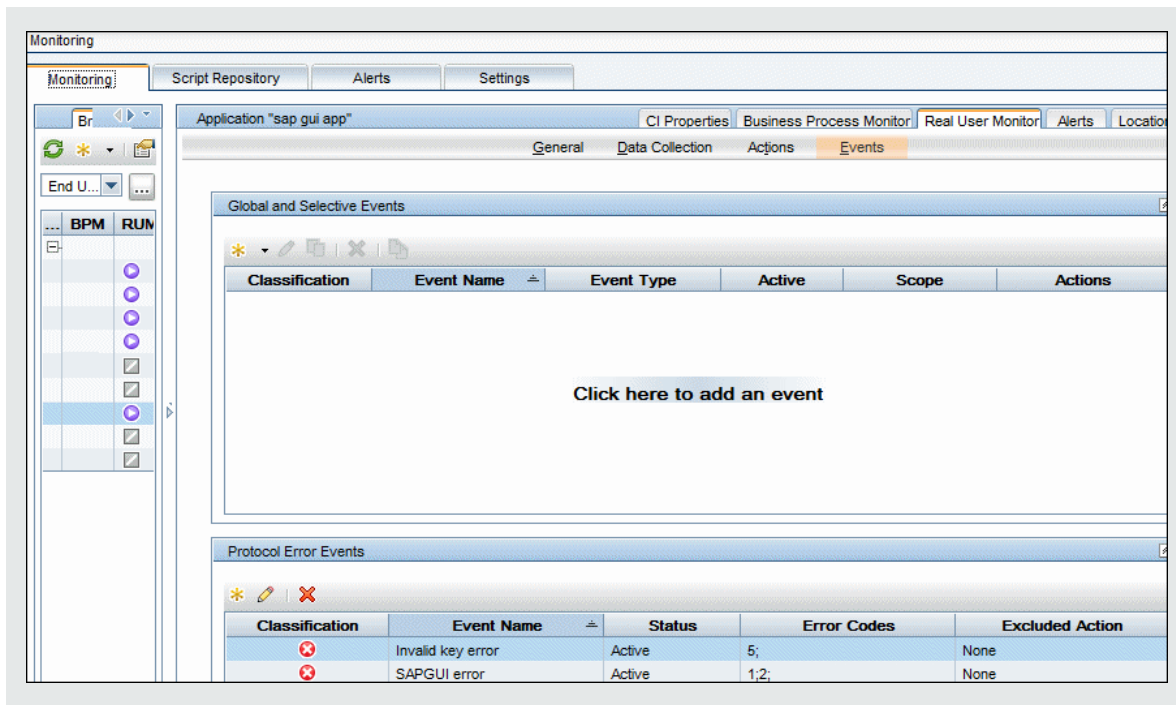 Monitoring
Monitoring Script Repository Alerts Settings
Br
Application "sap gui app" CI Properties Business Process Monitor Real User Monitor Alerts Location
General Data Collection Actions Events
End U... ...
Global and Selective Events
... BPM RUM
Classification Event Name Event Type Active Scope Actions
Click here to add an event
Protocol Error Events
Classification Event Name Status Error Codes Excluded Action
Invalid key error Active 5; None
SAPGUI error Active 1;2; None